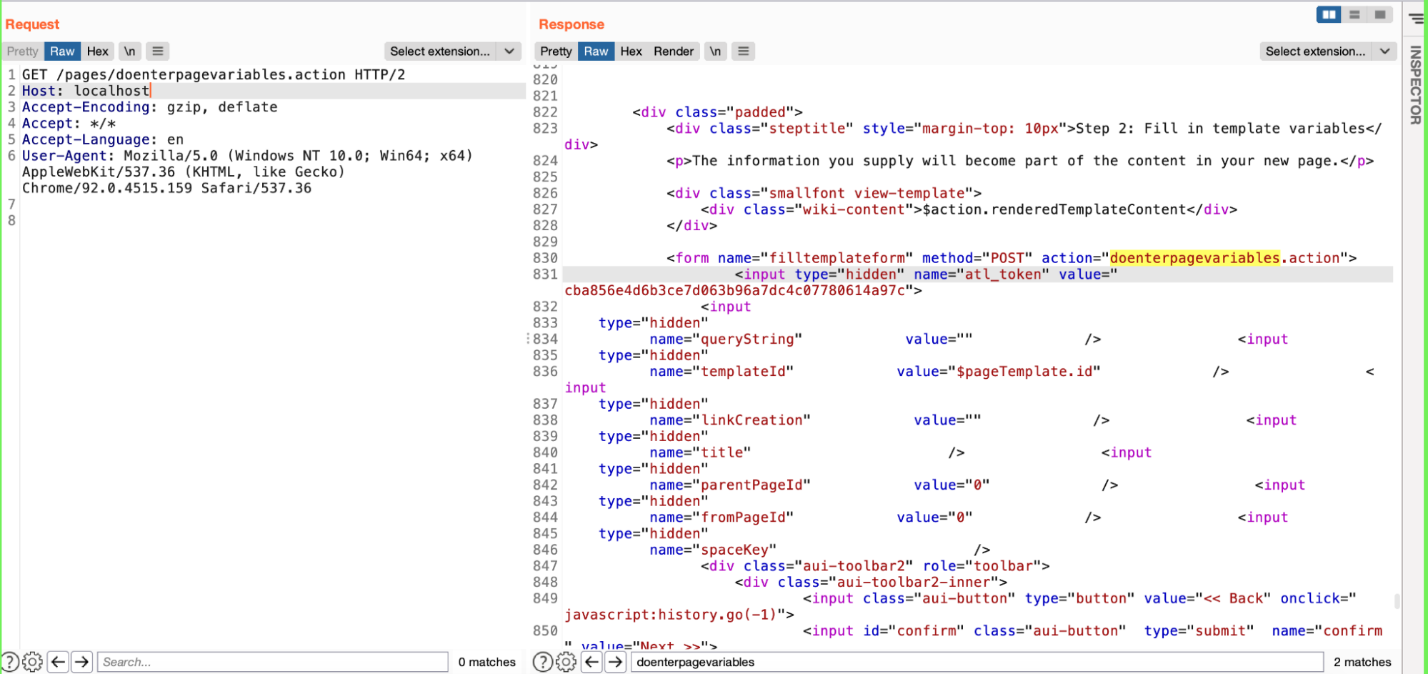 Request
Response
Pretty Raw Hex \n
Select extension...
Pretty Raw Hex Render \n
Select extension...
INSPECTOR
1 GET /pages/doenterpagevariables.action HTTP/2
2 Host: localhost
3 Accept-Encoding: gzip, deflate
4 Accept: */*
5 Accept-Language: en
6 User-Agent: Mozilla/5.0 (Windows NT 10.0; Win64; x64)
AppleWebKit/537.36 (KHTML, like Gecko)
Chrome/92.0.4515.159 Safari/537.36
7
8
819
820
821
822 <div class="padded">
823 <div class="steptitle" style="margin-top: 10px">Step 2: Fill in template variables</
div>
824 <p>The information you supply will become part of the content in your new page.</p>
825
826 <div class="smallfont view-template">
827 <div class="wiki-content">$action.renderedTemplateContent</div>
828 </div>
829
830 <form name="filltemplateform" method="POST" action="doenterpagevariables.action">
831 <input type="hidden" name="atl_token" value="
cba856e4d6b3ce7d063b96a7dc4c07780614a97c">
832 <input
833 type="hidden"
834 name="queryString" value="" /> <input
835 type="hidden"
836 name="templateId" value="$pageTemplate.id" /> <
input
837 type="hidden"
838 name="linkCreation" value="" /> <input
839 type="hidden"
840 name="title" /> <input
841 type="hidden"
842 name="parentPageId" value="0" /> <input
843 type="hidden"
844 name="fromPageId" value="0" /> <input
845 type="hidden"
846 name="spaceKey" />
847 <div class="aui-toolbar2" role="toolbar">
848 <div class="aui-toolbar2-inner">
849 <input class="aui-button" type="button" value="<< Back" onclick="
javascript:history.go(-1)">
850 <input id="confirm" class="aui-button" type="submit" name="confirm
" value="Next >>">
? Search... 0 matches
? doenterpagevariables 2 matches